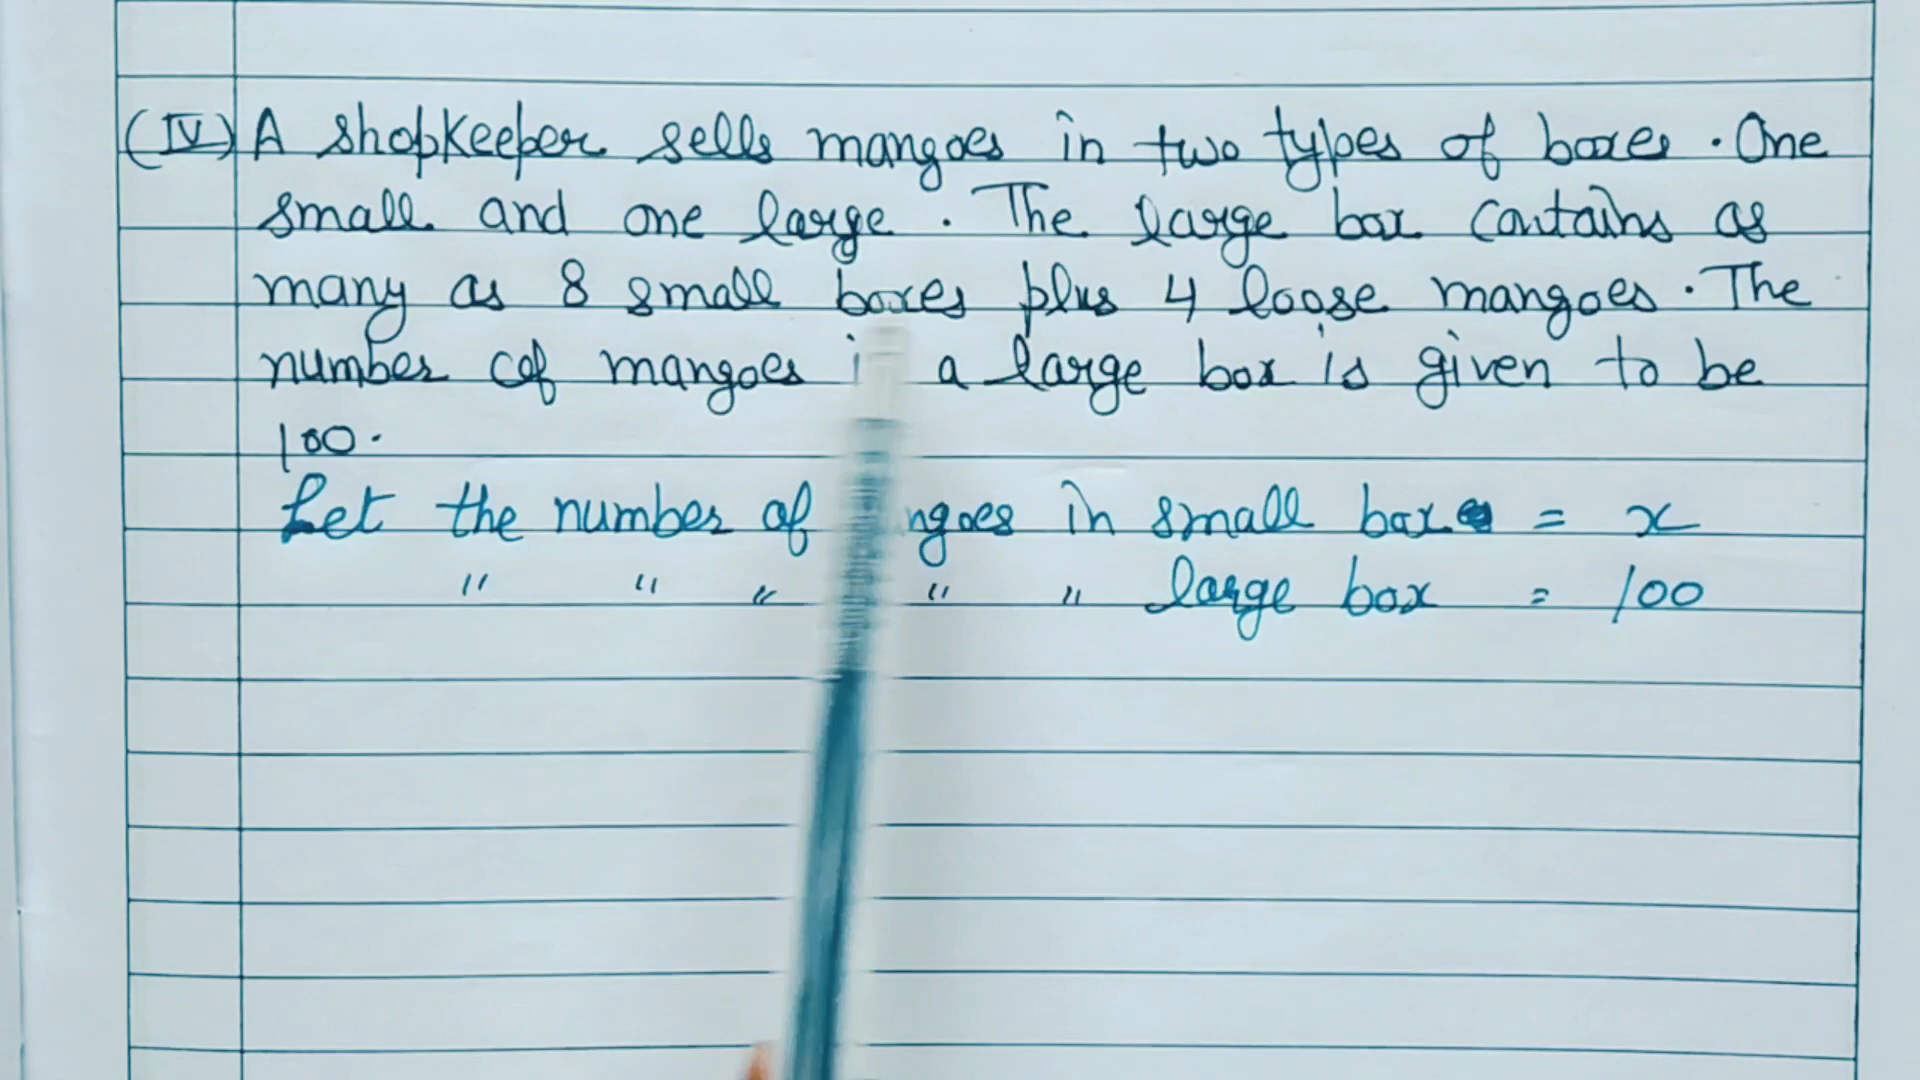 (IV) A shopkeeper sells mangoes in two types of boxes. One
small and one large. The large box contains as
many as 8 small boxes plus 4 loose mangoes. The
number of mangoes a large box is given to be
100.
Let the number of in small box = x
" " " " " large box = 100